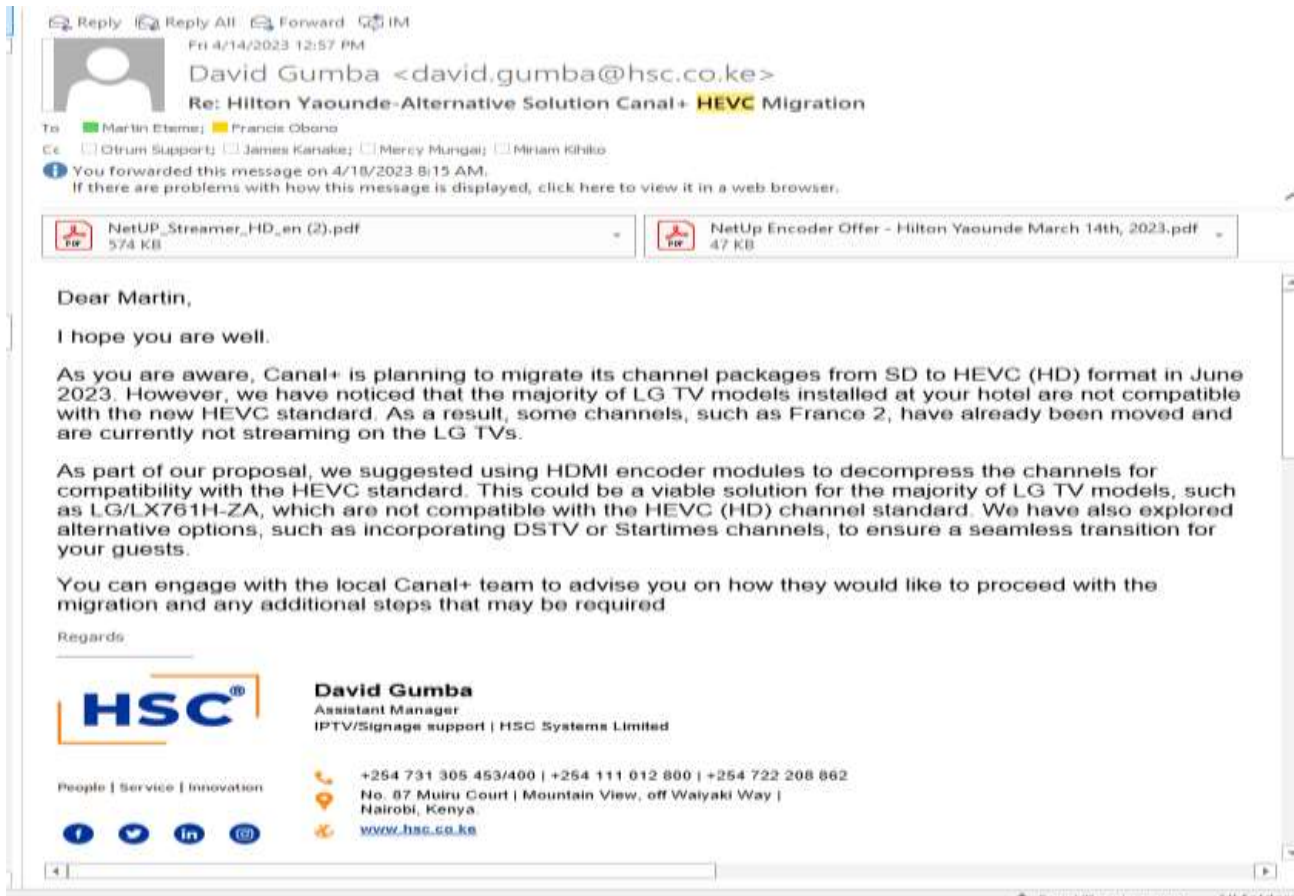 Reply Reply All Forward IM
Fri 4/14/2023 12:57 PM
David Gumba <david.gumba@hsc.co.ke>
Re: Hilton Yaounde-Alternative Solution Canal+ HEVC Migration
To Martin Eteme; Francis Obono
Cc Otrum Support; James Kanake; Mercy Mungai; Miriam Kihiko
You forwarded this message on 4/18/2023 8:15 AM.
If there are problems with how this message is displayed, click here to view it in a web browser.
NetUP_Streamer_HD_en (2).pdf
574 KB
NetUp Encoder Offer - Hilton Yaounde March 14th, 2023.pdf
47 KB
Dear Martin,
I hope you are well.
As you are aware, Canal+ is planning to migrate its channel packages from SD to HEVC (HD) format in June
2023. However, we have noticed that the majority of LG TV models installed at your hotel are not compatible
with the new HEVC standard. As a result, some channels, such as France 2, have already been moved and
are currently not streaming on the LG TVs.
As part of our proposal, we suggested using HDMI encoder modules to decompress the channels for
compatibility with the HEVC standard. This could be a viable solution for the majority of LG TV models, such
as LG/LX761H-ZA, which are not compatible with the HEVC (HD) channel standard. We have also explored
alternative options, such as incorporating DSTV or Startimes channels, to ensure a seamless transition for
your guests.
You can engage with the local Canal+ team to advise you on how they would like to proceed with the
migration and any additional steps that may be required
Regards
HSC®
People | Service | Innovation
David Gumba
Assistant Manager
IPTV/Signage support | HSC Systems Limited
+254 731 305 453/400 | +254 111 012 800 | +254 722 208 862
No. 87 Muiru Court | Mountain View, off Waiyaki Way |
Nairobi, Kenya.
www.hsc.co.ke